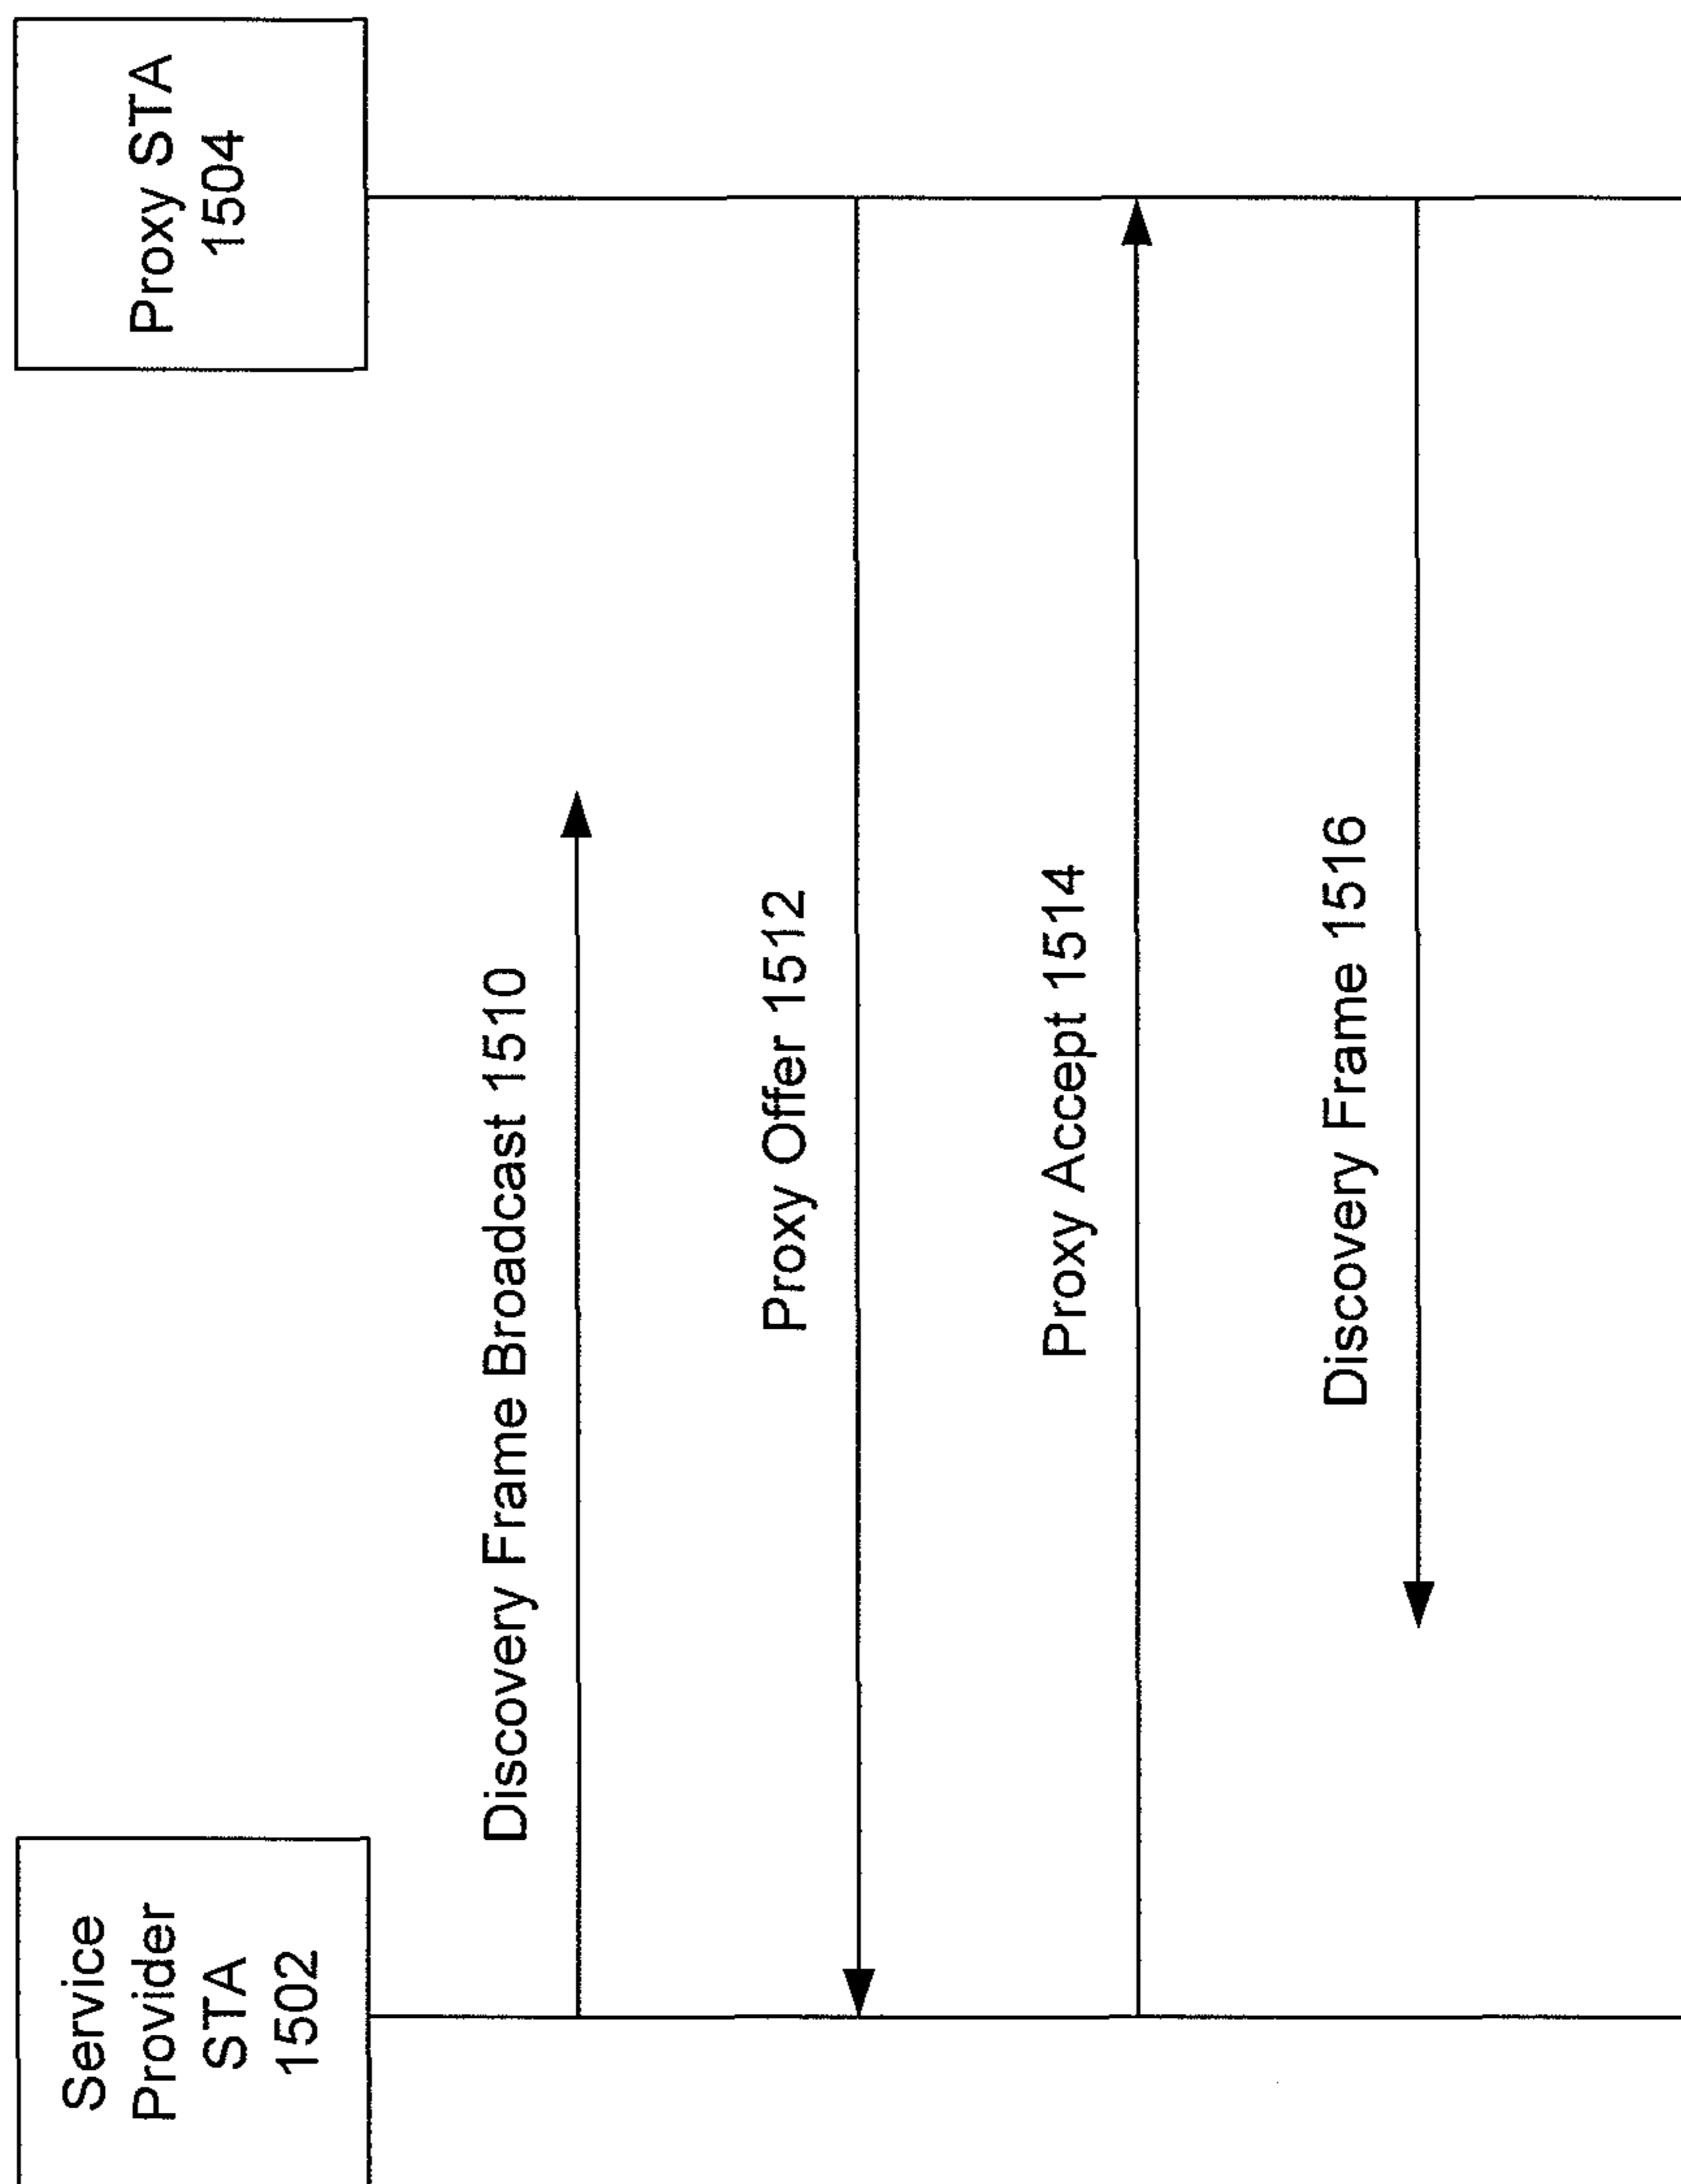 Service
Provider
STA
1502
Proxy STA
1504
Discovery Frame Broadcast 1510
Proxy Offer 1512
Proxy Accept 1514
Discovery Frame 1516